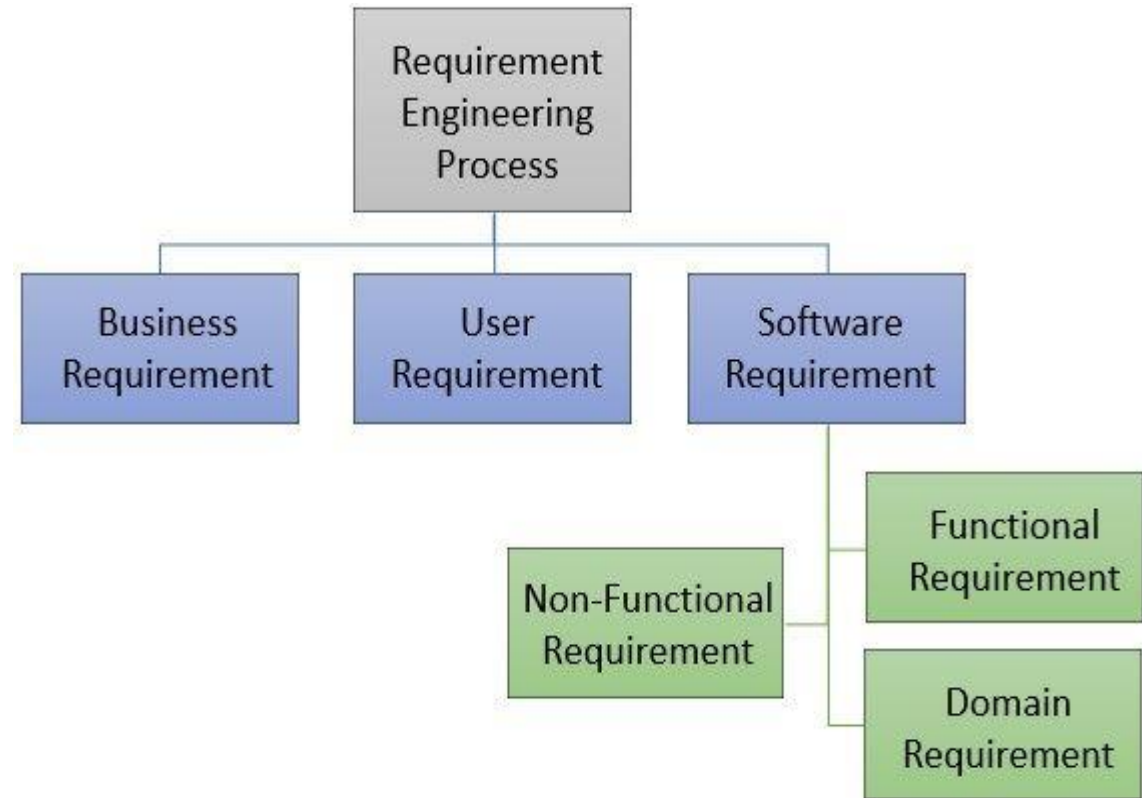 Requirement
Engineering
Process
Business
Requirement
User
Requirement
Software
Requirement
Functional
Requirement
Non-Functional
Requirement
Domain
Requirement